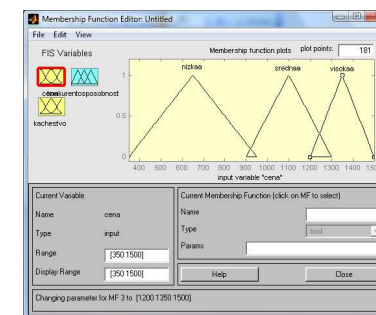 Membership Function Editor: Untitled
File Edit View
FIS Variables
Membership function plots plot points: 181
kachestvo
nizkaa srednaa visokaa
1
0.5
0
400 500 600 700 800 900 1000 1100 1200 1300 1400 1500
input variable "cena"
Current Variable
Name cena
Type input
Range [350 1500]
Display Range [350 1500]
Current Membership Function (click on MF to select)
Name
Type trimf
Params
Help Close
Changing parameter for MF 3 to [1200 1350 1500]